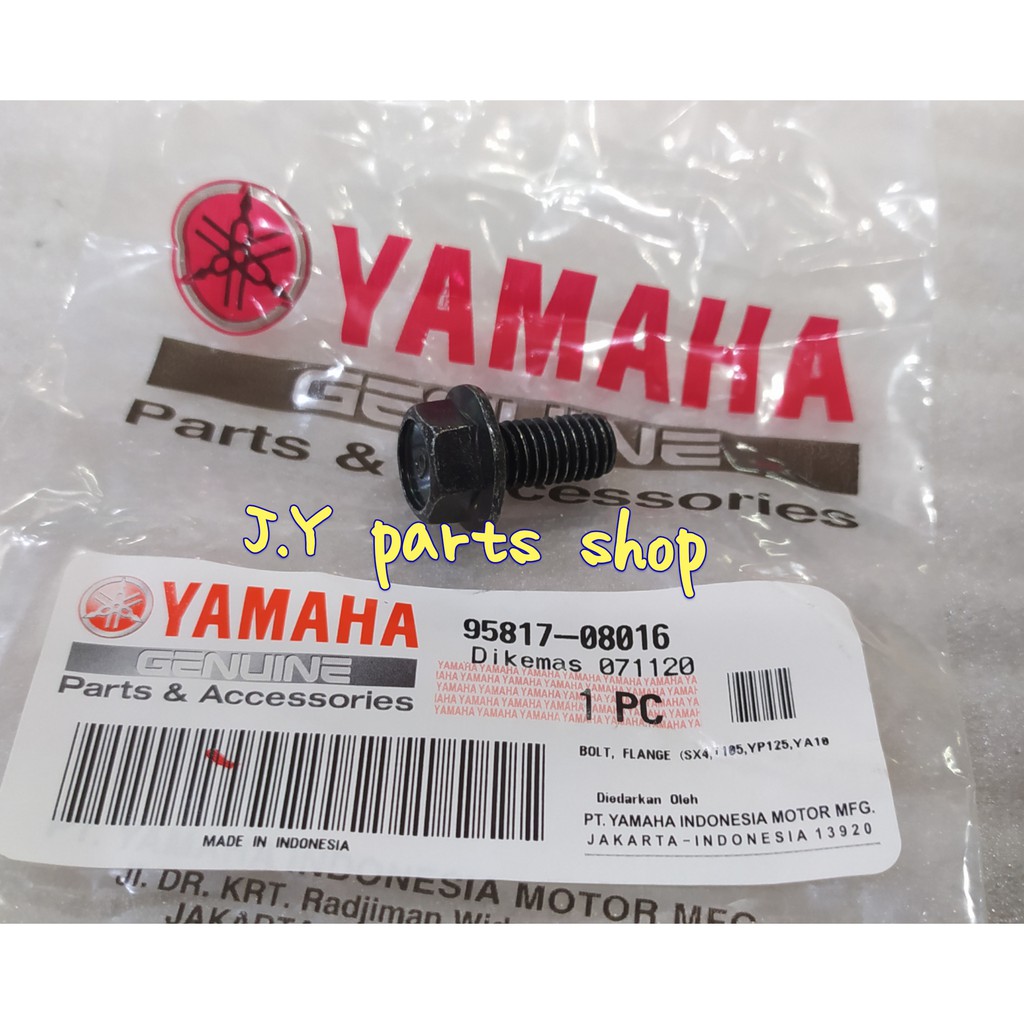 YAMAHA
GENUINE
Parts & Accessories
J.Y parts shop
YAMAHA
GENUINE
Parts & Accessories
95817-08016
Dikemas 071120
1 PC
BOLT, FLANGE (SX4,T105,YP125,YA10
Diedarkan Oleh
PT. YAMAHA INDONESIA MOTOR MFG.
JAKARTA-INDONESIA 13920
MADE IN INDONESIA
INDONESIA MOTOR MFG.
Jl. DR. KRT. Radjiman
JAKARTA